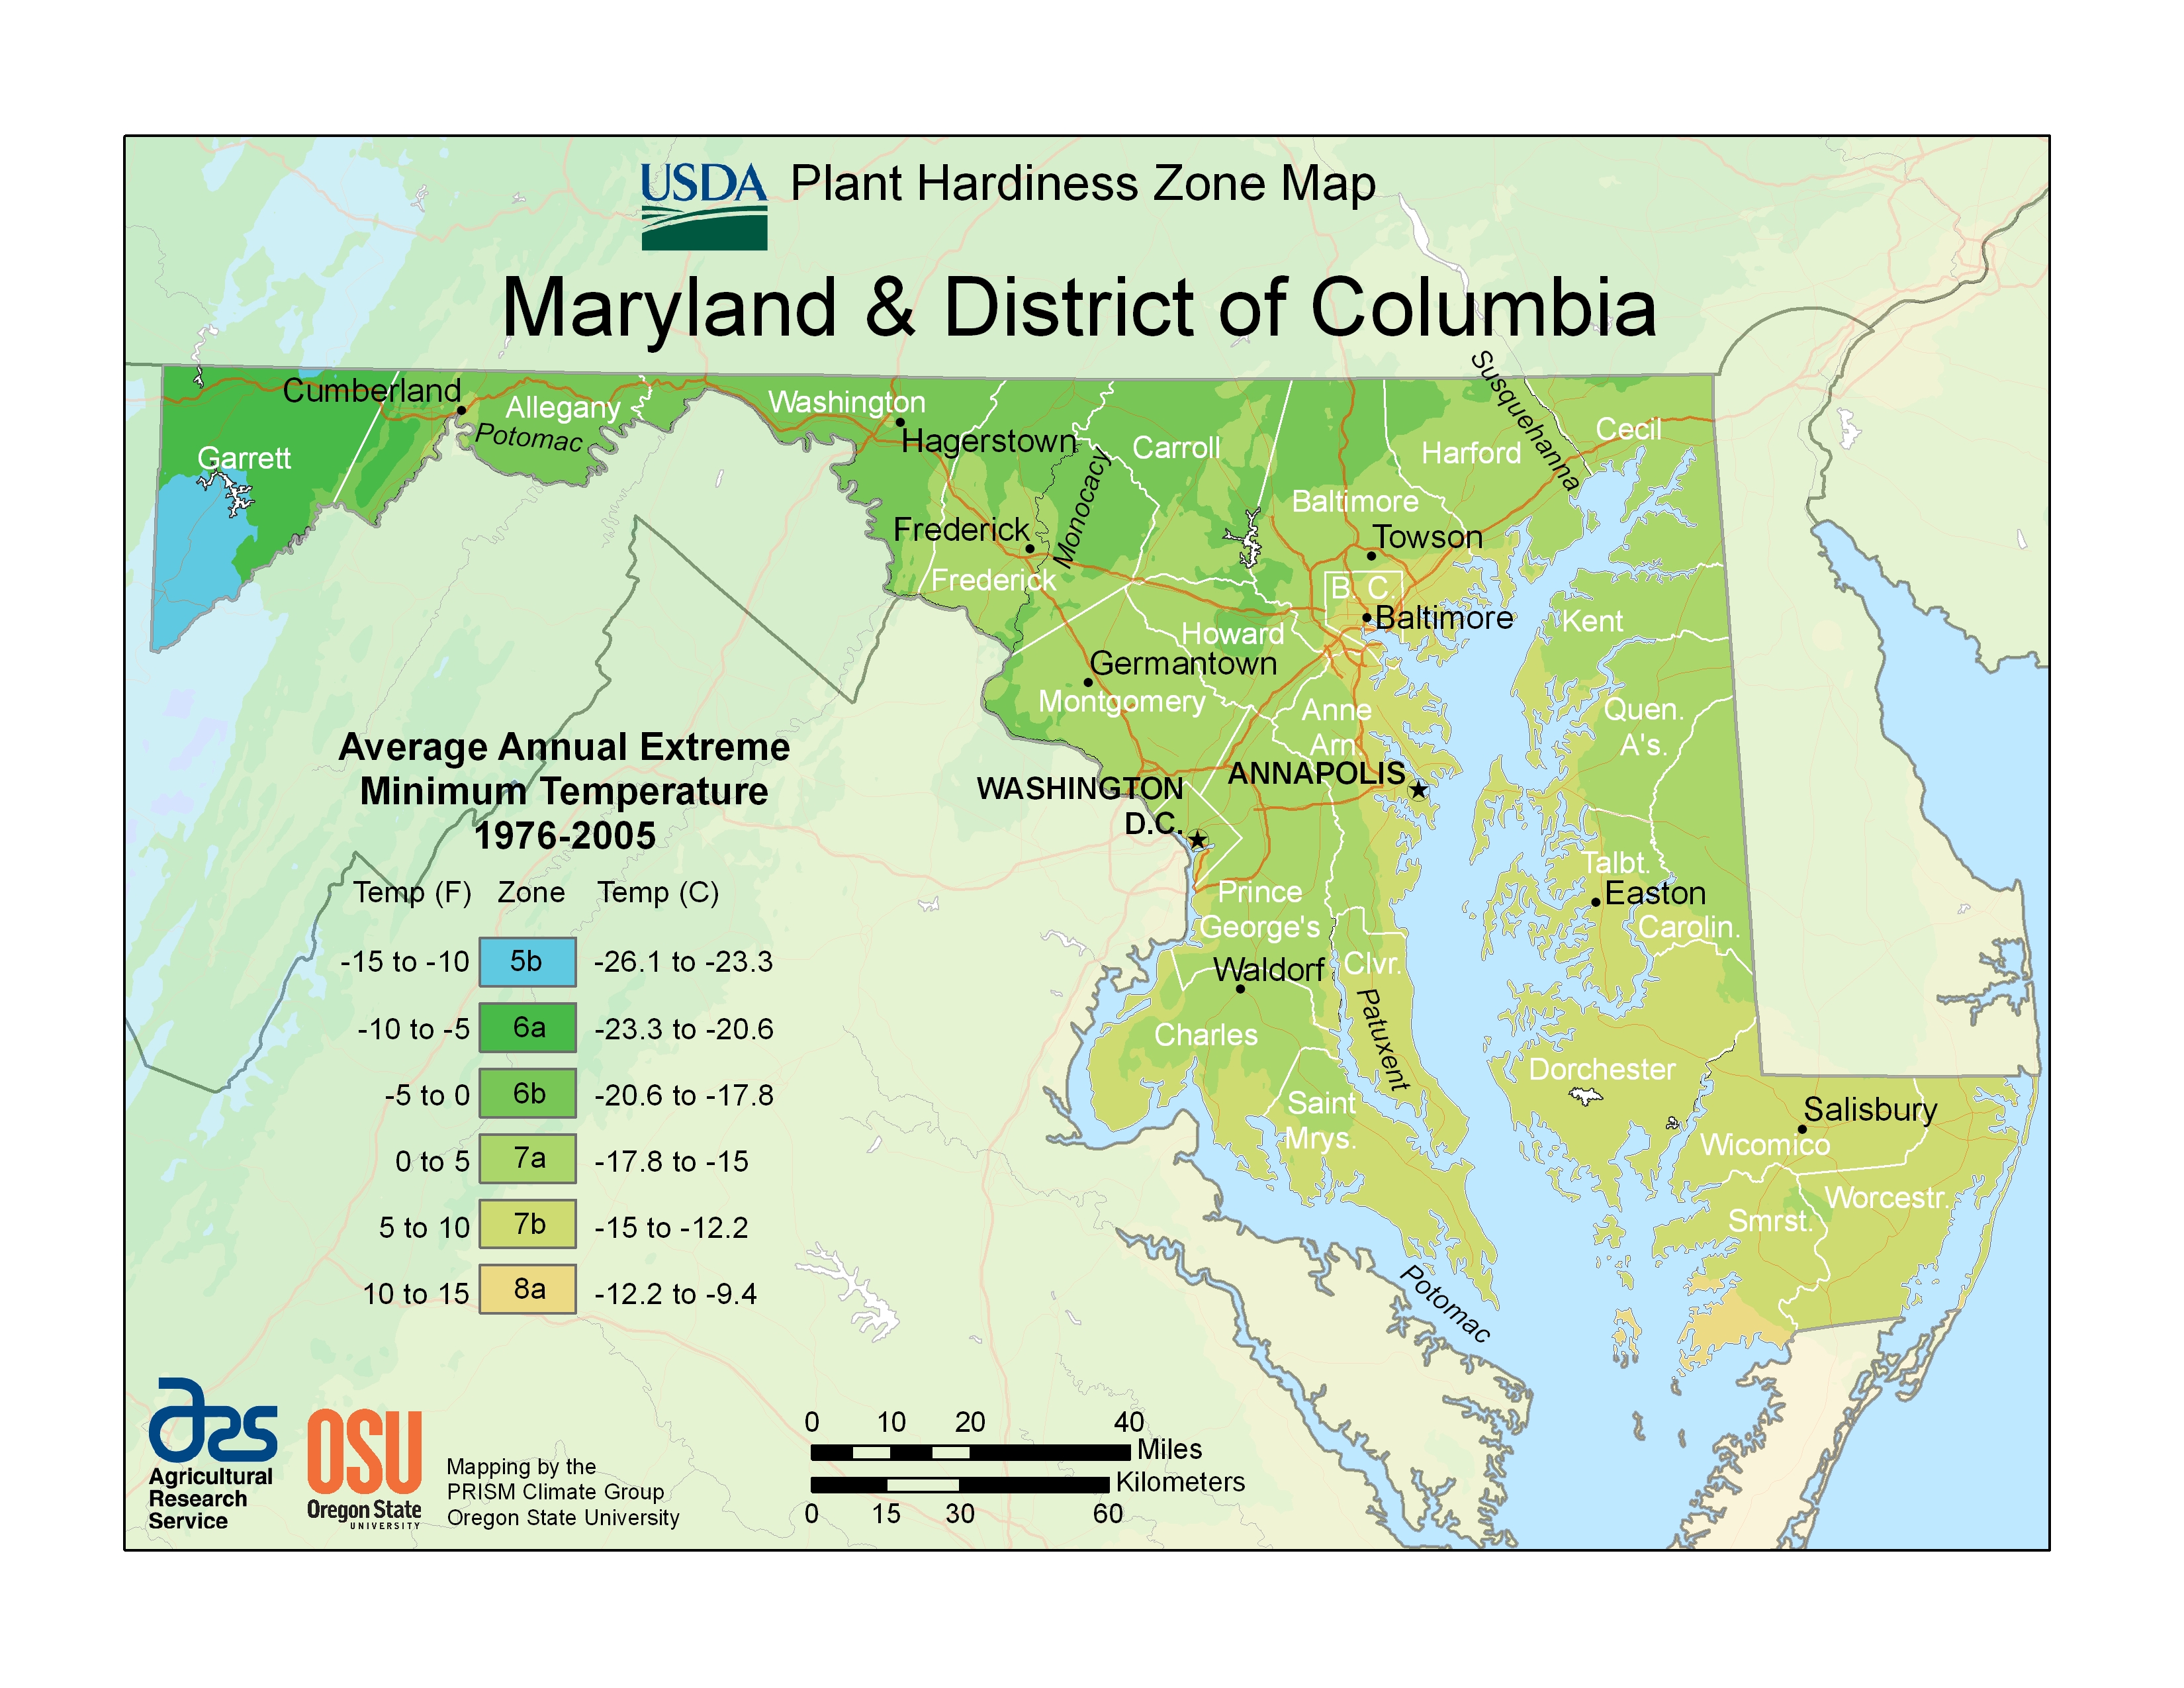 USDA Plant Hardiness Zone Map
Maryland & District of Columbia
Susquehanna
Cumberland
Allegany
Potomac
Garrett
Washington
Hagerstown
Monocacy
Carroll
Harford
Cecil
Baltimore
Towson
Frederick
Frederick
B. C.
Baltimore
Kent
Howard
Germantown
Montgomery
Anne
Arn.
Quen.
A's.
ANNAPOLIS
WASHINGTON
D.C.
Talbt.
Easton
Carolin.
Prince
George's
Waldorf
Clvr.
Patuxent
Charles
Saint
Mrys.
Dorchester
Salisbury
Wicomico
Worcestr.
Smrst.
Potomac
Average Annual Extreme
Minimum Temperature
1976-2005
Temp (F) Zone Temp (C)
-15 to -10 5b -26.1 to -23.3
-10 to -5 6a -23.3 to -20.6
-5 to 0 6b -20.6 to -17.8
0 to 5 7a -17.8 to -15
5 to 10 7b -15 to -12.2
10 to 15 8a -12.2 to -9.4
ars
Agricultural
Research
Service
OSU
Oregon State
UNIVERSITY
Mapping by the
PRISM Climate Group
Oregon State University
0 10 20 40
Miles
Kilometers
0 15 30 60